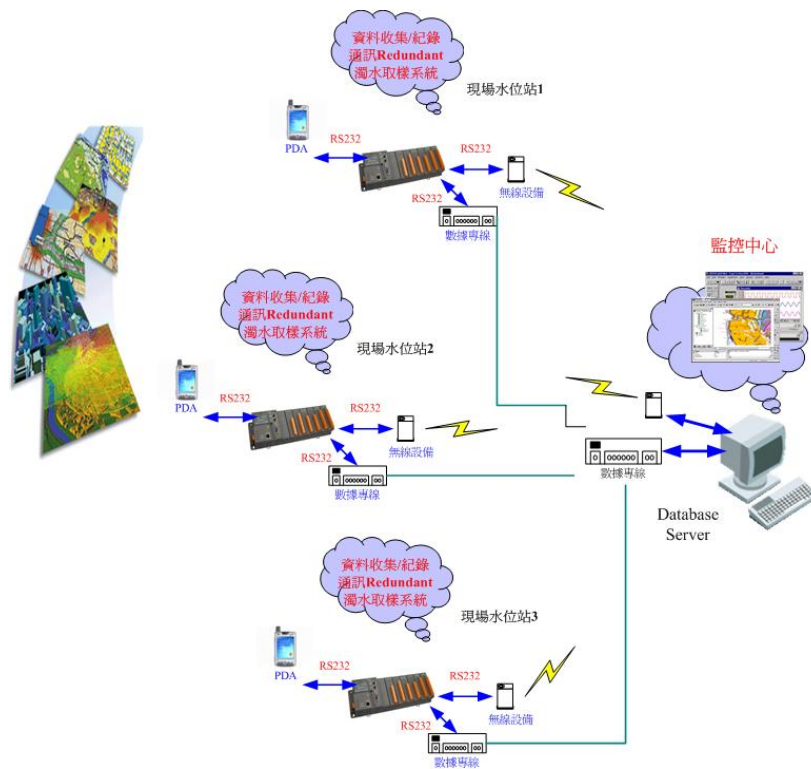 資料收集/紀錄
通訊Redundant
濁水取樣系統
現場水位站1
PDA
RS232
RS232
RS232
無線設備
數據專線
監控中心
資料收集/紀錄
通訊Redundant
濁水取樣系統
現場水位站2
PDA
RS232
RS232
RS232
無線設備
數據專線
數據專線
Database
Server
資料收集/紀錄
通訊Redundant
濁水取樣系統
現場水位站3
PDA
RS232
RS232
RS232
無線設備
數據專線